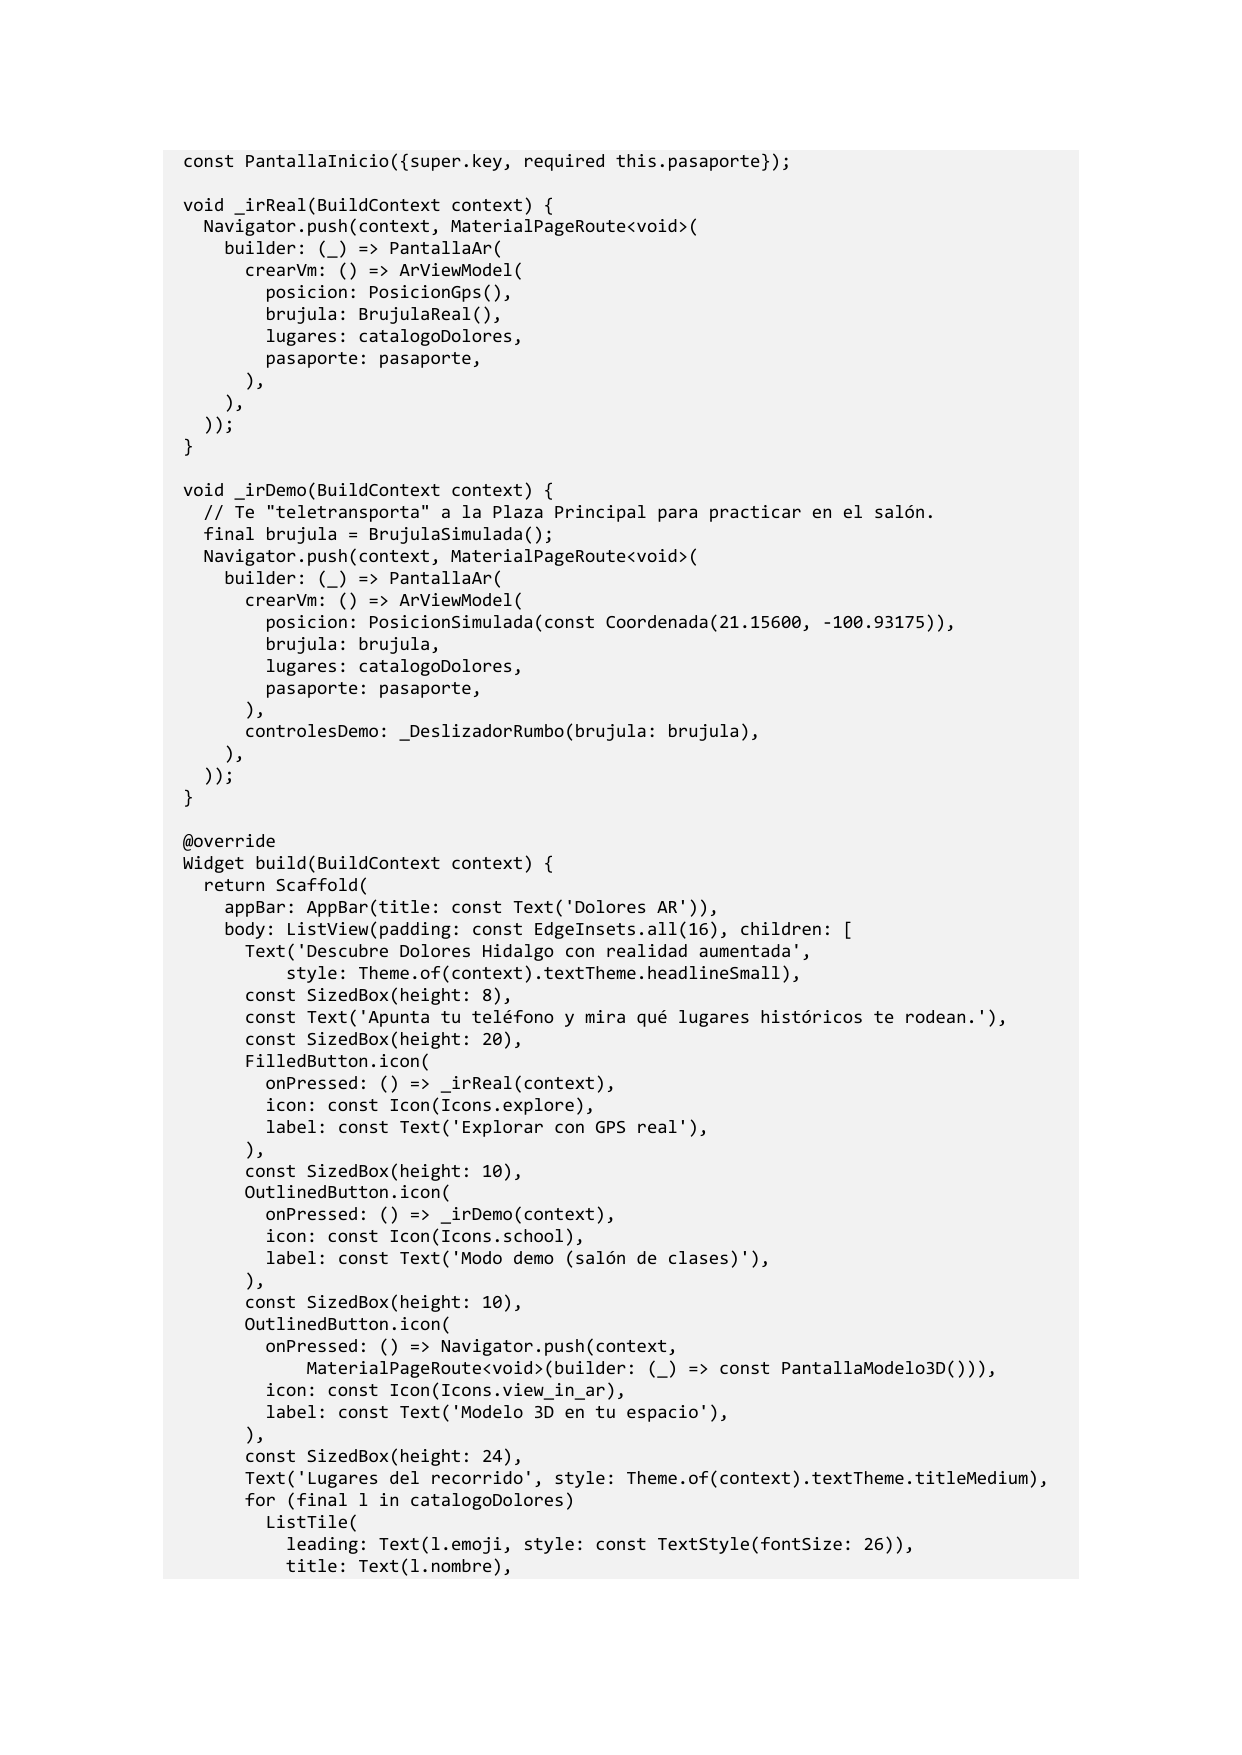 const PantallaInicio({super.key, required this.pasaporte});

void _irReal(BuildContext context) {
  Navigator.push(context, MaterialPageRoute<void>(
    builder: (_) => PantallaAr(
      crearVm: () => ArViewModel(
        posicion: PosicionGps(),
        brujula: BrujulaReal(),
        lugares: catalogoDolores,
        pasaporte: pasaporte,
      ),
    ),
  ));
}

void _irDemo(BuildContext context) {
  // Te "teletransporta" a la Plaza Principal para practicar en el salón.
  final brujula = BrujulaSimulada();
  Navigator.push(context, MaterialPageRoute<void>(
    builder: (_) => PantallaAr(
      crearVm: () => ArViewModel(
        posicion: PosicionSimulada(const Coordenada(21.15600, -100.93175)),
        brujula: brujula,
        lugares: catalogoDolores,
        pasaporte: pasaporte,
      ),
      controlesDemo: _DeslizadorRumbo(brujula: brujula),
    ),
  ));
}

@override
Widget build(BuildContext context) {
  return Scaffold(
    appBar: AppBar(title: const Text('Dolores AR')),
    body: ListView(padding: const EdgeInsets.all(16), children: [
      Text('Descubre Dolores Hidalgo con realidad aumentada',
          style: Theme.of(context).textTheme.headlineSmall),
      const SizedBox(height: 8),
      const Text('Apunta tu teléfono y mira qué lugares históricos te rodean.'),
      const SizedBox(height: 20),
      FilledButton.icon(
        onPressed: () => _irReal(context),
        icon: const Icon(Icons.explore),
        label: const Text('Explorar con GPS real'),
      ),
      const SizedBox(height: 10),
      OutlinedButton.icon(
        onPressed: () => _irDemo(context),
        icon: const Icon(Icons.school),
        label: const Text('Modo demo (salón de clases)'),
      ),
      const SizedBox(height: 10),
      OutlinedButton.icon(
        onPressed: () => Navigator.push(context,
            MaterialPageRoute<void>(builder: (_) => const PantallaModelo3D())),
        icon: const Icon(Icons.view_in_ar),
        label: const Text('Modelo 3D en tu espacio'),
      ),
      const SizedBox(height: 24),
      Text('Lugares del recorrido', style: Theme.of(context).textTheme.titleMedium),
      for (final l in catalogoDolores)
        ListTile(
          leading: Text(l.emoji, style: const TextStyle(fontSize: 26)),
          title: Text(l.nombre),